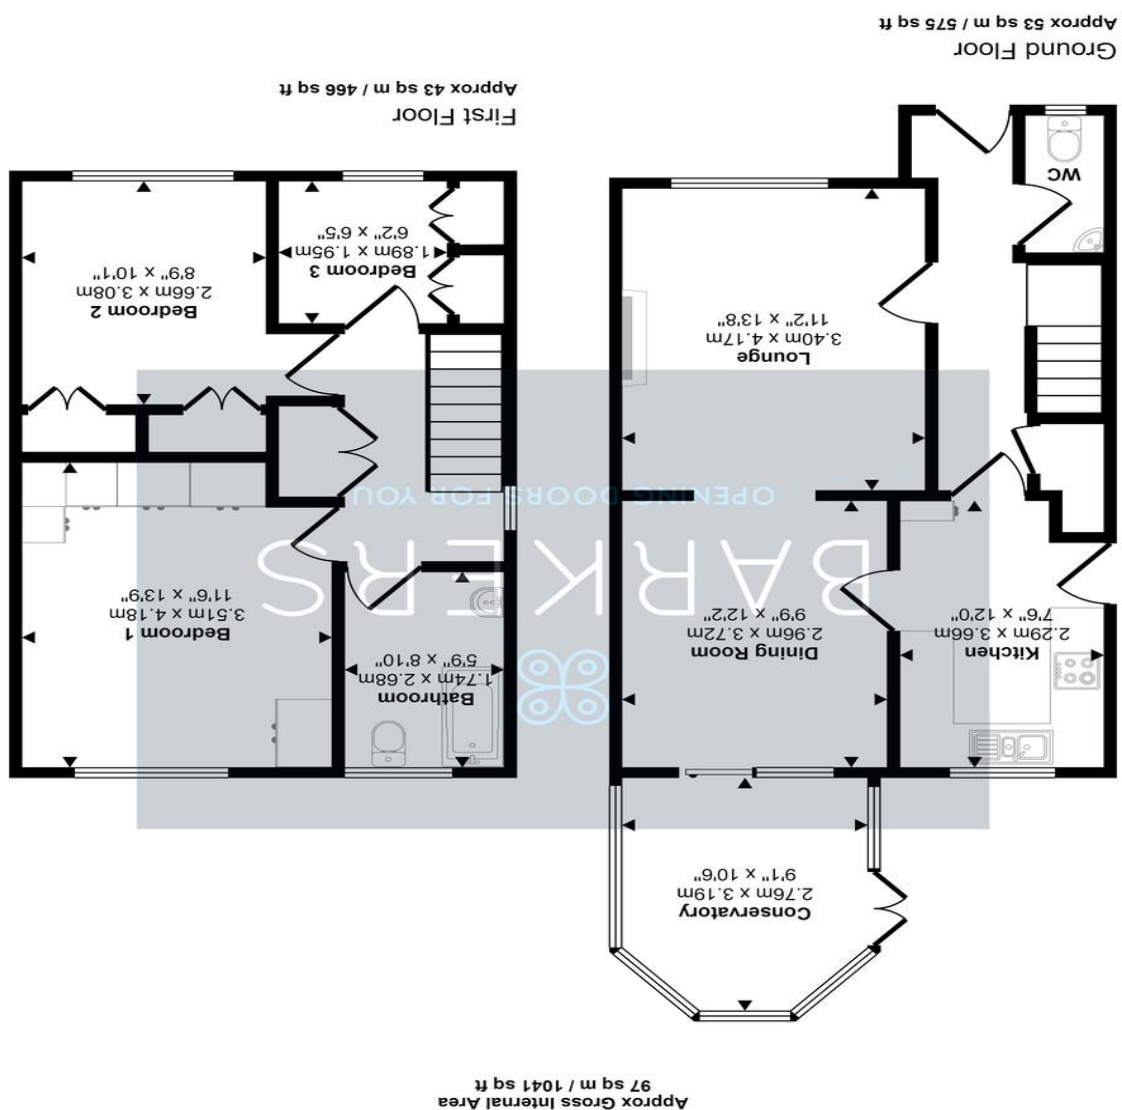 Approx Gross Internal Area
97 sq m / 1041 sq ft
Conservatory
2.76m x 3.19m
9'1" x 10'6"
Kitchen
2.29m x 3.66m
7'6" x 12'0"
Dining Room
2.96m x 3.72m
9'9" x 12'2"
Lounge
3.40m x 4.17m
11'2" x 13'8"
WC
Ground Floor
Approx 53 sq m / 575 sq ft
Bathroom
1.74m x 2.68m
5'9" x 8'10"
Bedroom 1
3.51m x 4.18m
11'6" x 13'9"
Bedroom 3
1.89m x 1.95m
6'2" x 6'5"
Bedroom 2
2.66m x 3.08m
8'9" x 10'1"
First Floor
Approx 43 sq m / 466 sq ft
BARKERS
OPENING DOORS FOR YOU